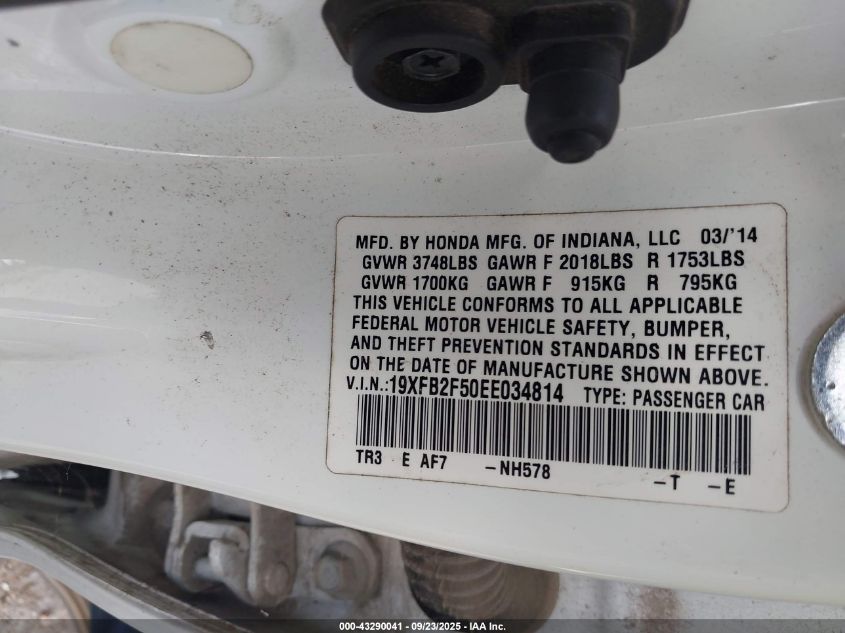 MFD. BY HONDA MFG. OF INDIANA, LLC 03/'14
GVWR 3748LBS GAWR F 2018LBS R 1753LBS
GVWR 1700KG GAWR F 915KG R 795KG
THIS VEHICLE CONFORMS TO ALL APPLICABLE
FEDERAL MOTOR VEHICLE SAFETY, BUMPER,
AND THEFT PREVENTION STANDARDS IN EFFECT
ON THE DATE OF MANUFACTURE SHOWN ABOVE.
V.I.N.:19XFB2F50EE034814 TYPE: PASSENGER CAR
TR3 E AF7 -NH578 -T -E
000-43290041 - 09/23/2025 - IAA Inc.